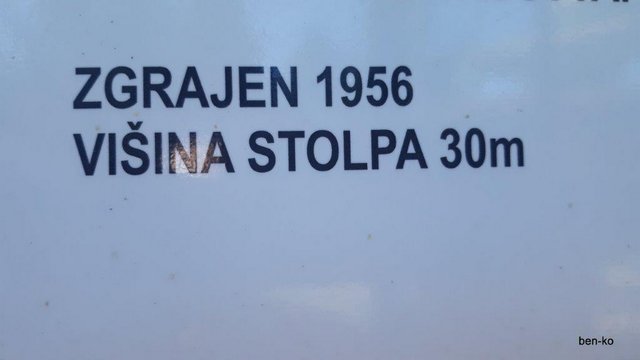 ZGRAJEN 1956
VIŠINA STOLPA 30m
ben-ko